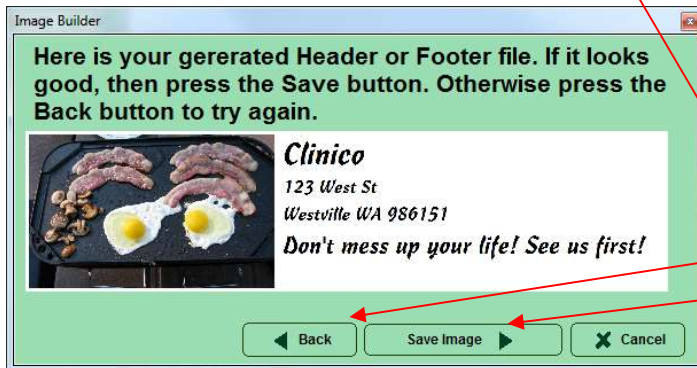 Image Builder
Here is your gererated Header or Footer file. If it looks
good, then press the Save button. Otherwise press the
Back button to try again.
Clinico
123 West St
Westville WA 986151
Don't mess up your life! See us first!
Back
Save Image
Cancel